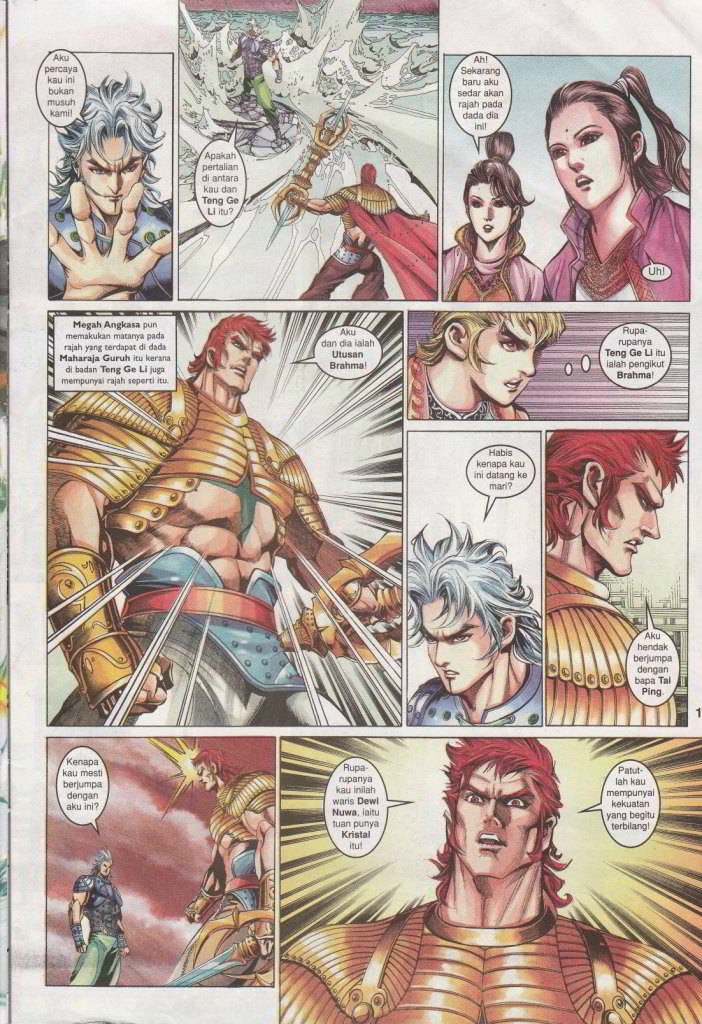 Aku
percaya
kau ini
bukan
musuh
kami!
Apakah
pertalian
di antara
kau dan
Teng Ge
Li itu?
Ah!
Sekarang
baru aku
sedar akan
rajah pada
dada dia
ini!
Uh!
Megah Angkasa pun
memakukan matanya pada
rajah yang terdapat di dada
Maharaja Guruh itu kerana
di badan Teng Ge Li juga
mempunyai rajah seperti itu.
Aku
dan dia ialah
Utusan
Brahma!
Rupa-
rupanya
Teng Ge Li itu
ialah pengikut
Brahma!
Habis
kenapa kau
ini datang ke
mari?
Aku
hendak
berjumpa
dengan
bapa Tai
Ping.
1
Kenapa
kau mesti
berjumpa
dengan
aku ini?
Rupa-
rupanya
kau inilah
waris Dewi
Nuwa, iaitu
tuan punya
Kristal
itu!
Patut-
lah kau
mempunyai
kekuatan
yang begitu
terbilang!